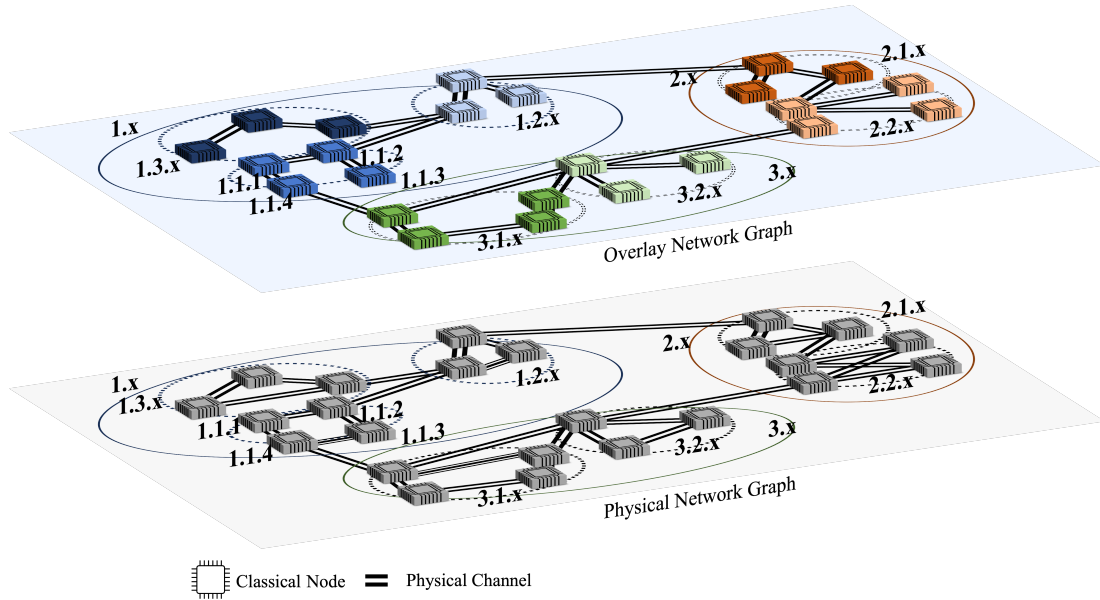 2.1.x
2.x
1.x
1.2.x
2.2.x
1.3.x
1.1.2
1.1.1
1.1.3
3.x
1.1.4
3.2.x
3.1.x
Overlay Network Graph
2.1.x
2.x
1.x
1.2.x
2.2.x
1.3.x
1.1.2
1.1.1
1.1.3
3.x
1.1.4
3.2.x
3.1.x
Physical Network Graph
Classical Node
Physical Channel